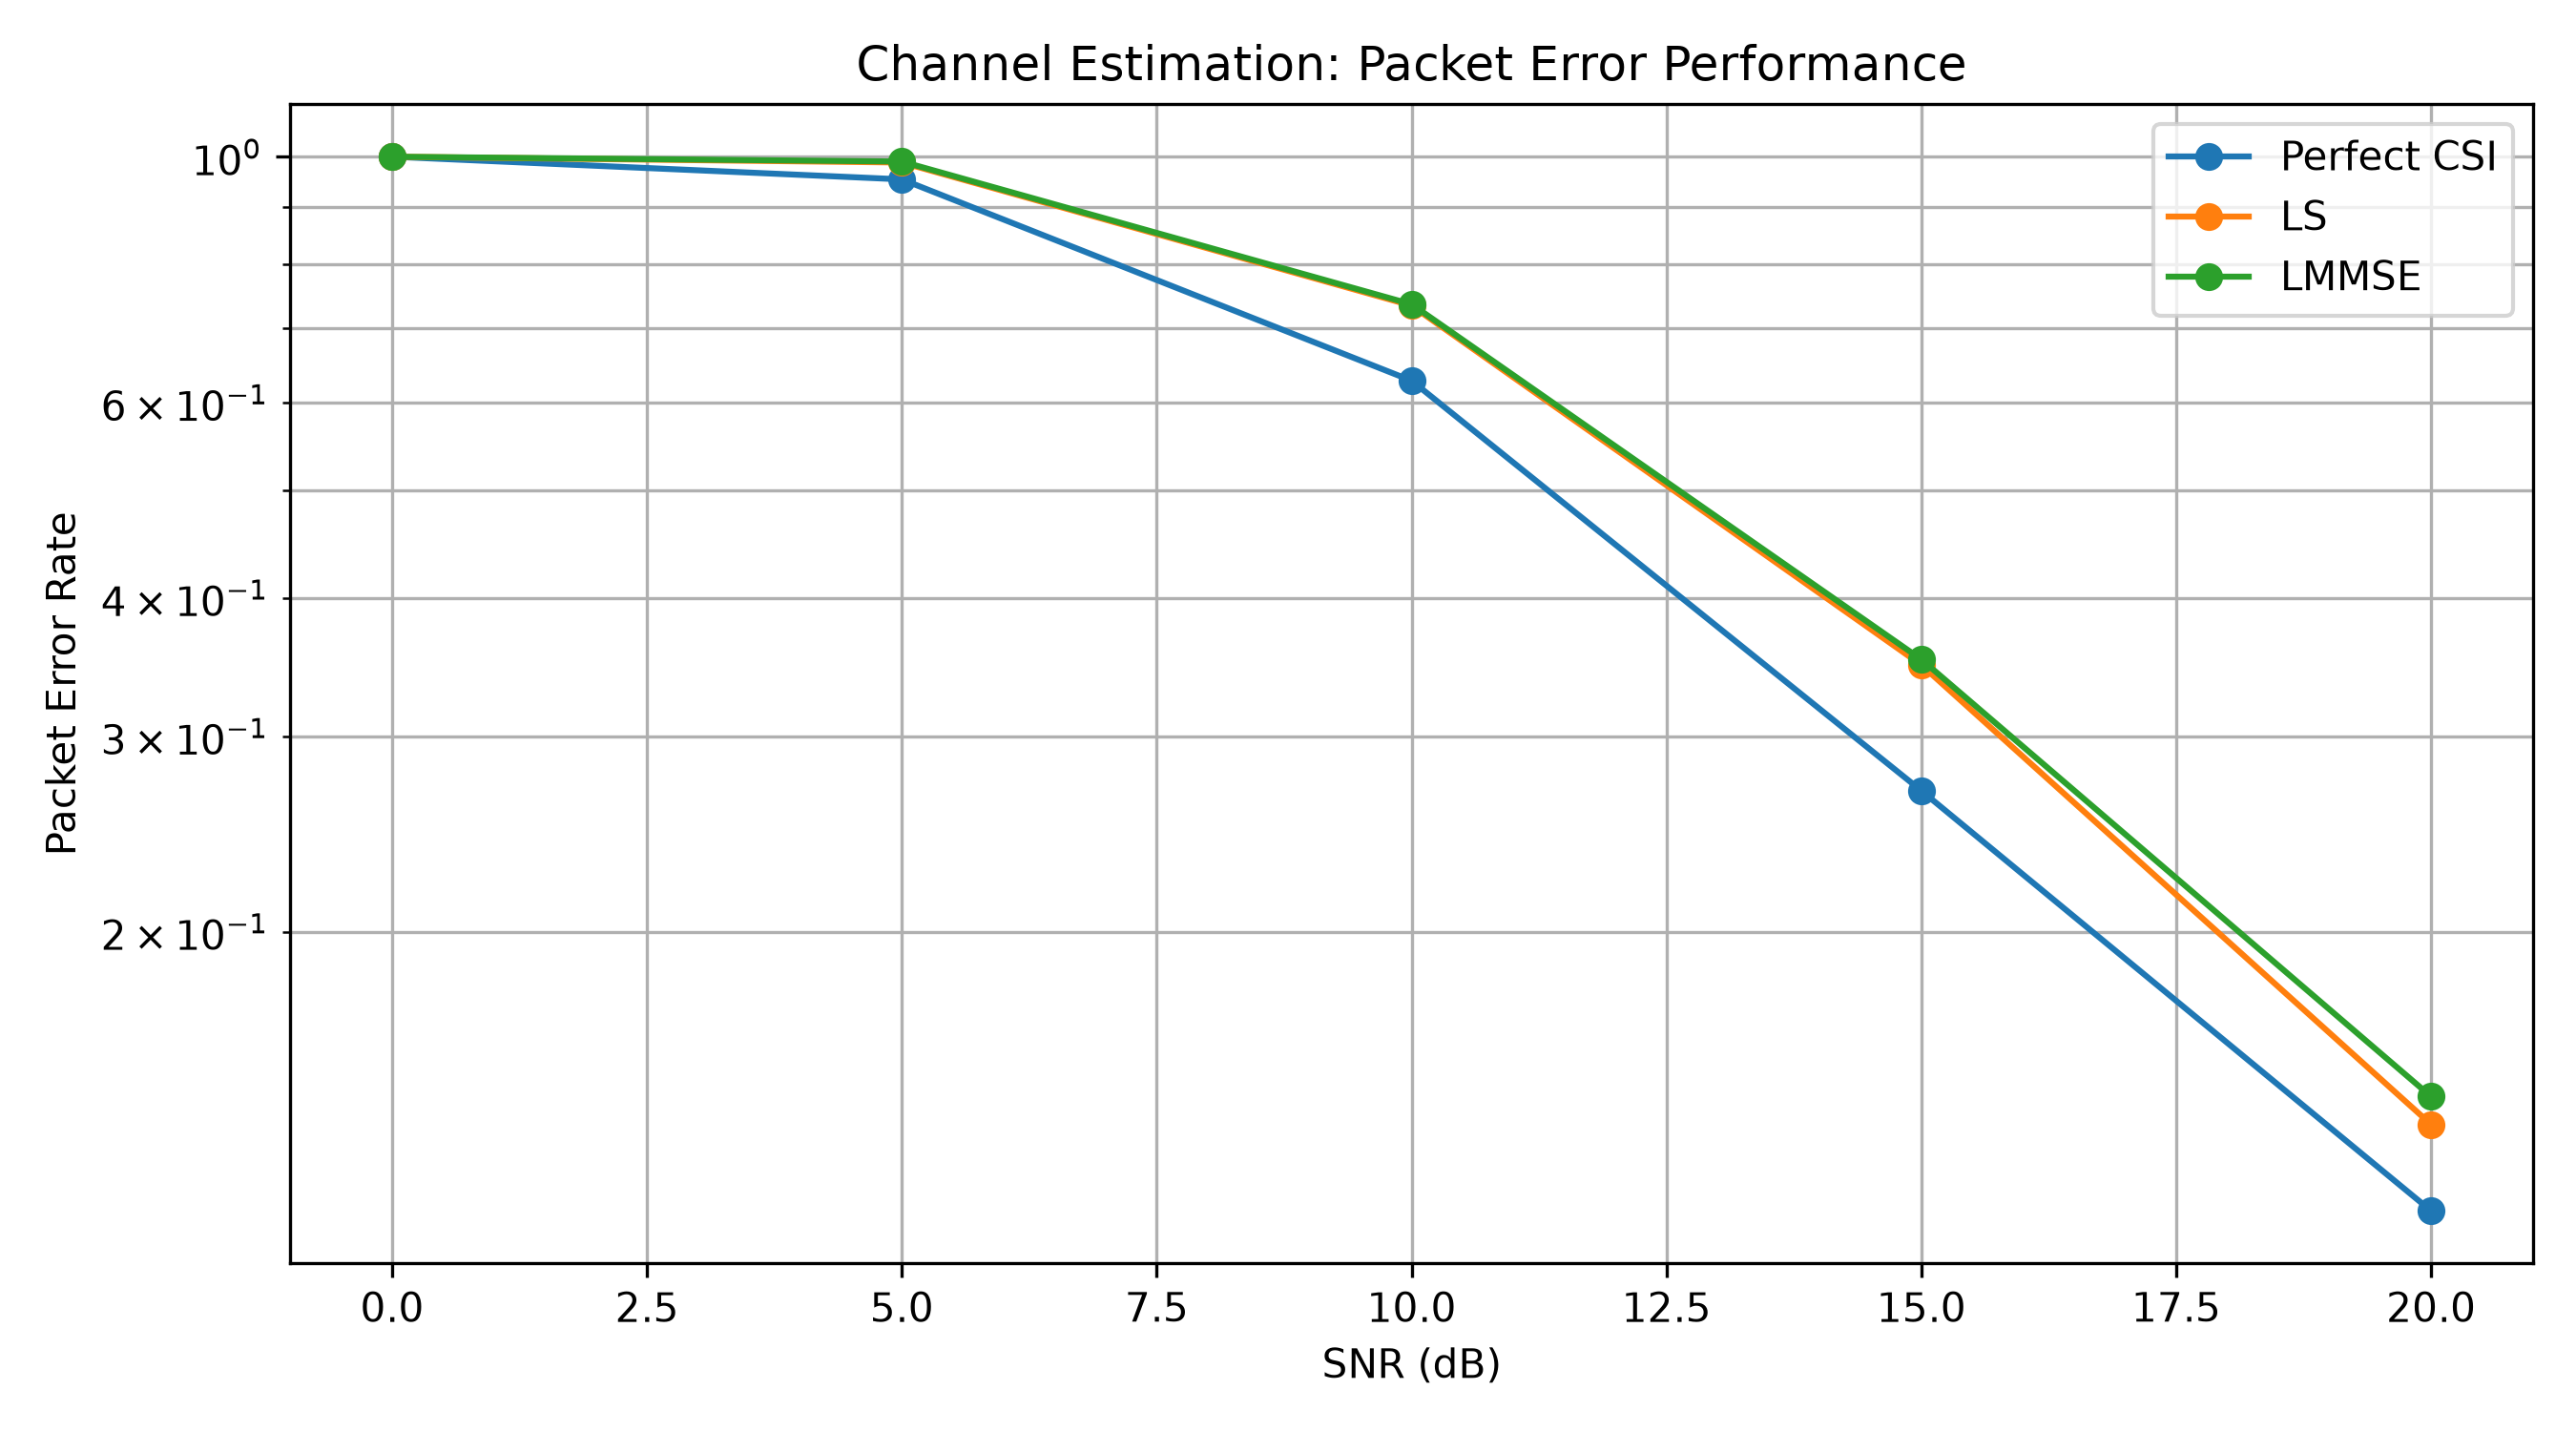 Channel Estimation: Packet Error Performance
Perfect CSI
LS
LMMSE
Packet Error Rate
10⁰
6 × 10⁻¹
4 × 10⁻¹
3 × 10⁻¹
2 × 10⁻¹
0.0 2.5 5.0 7.5 10.0 12.5 15.0 17.5 20.0
SNR (dB)